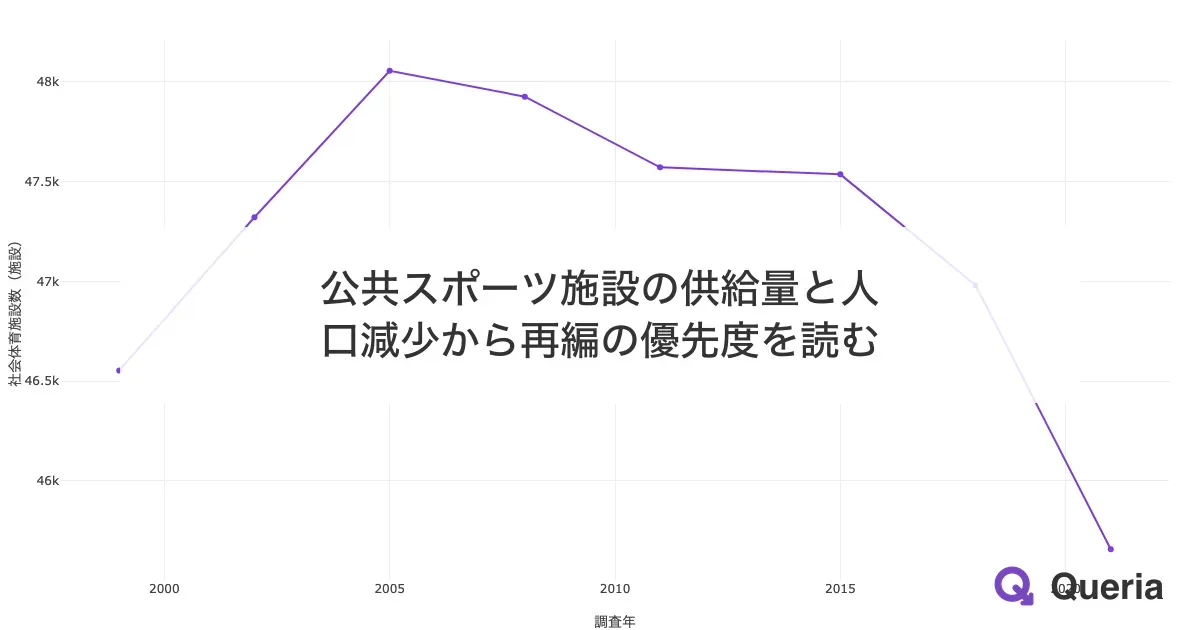 48k
47.5k
47k
46.5k
46k
社会体育施設数（施設）
公共スポーツ施設の供給量と人
口減少から再編の優先度を読む
2000
2005
2010
2015
2020
調査年
Queria